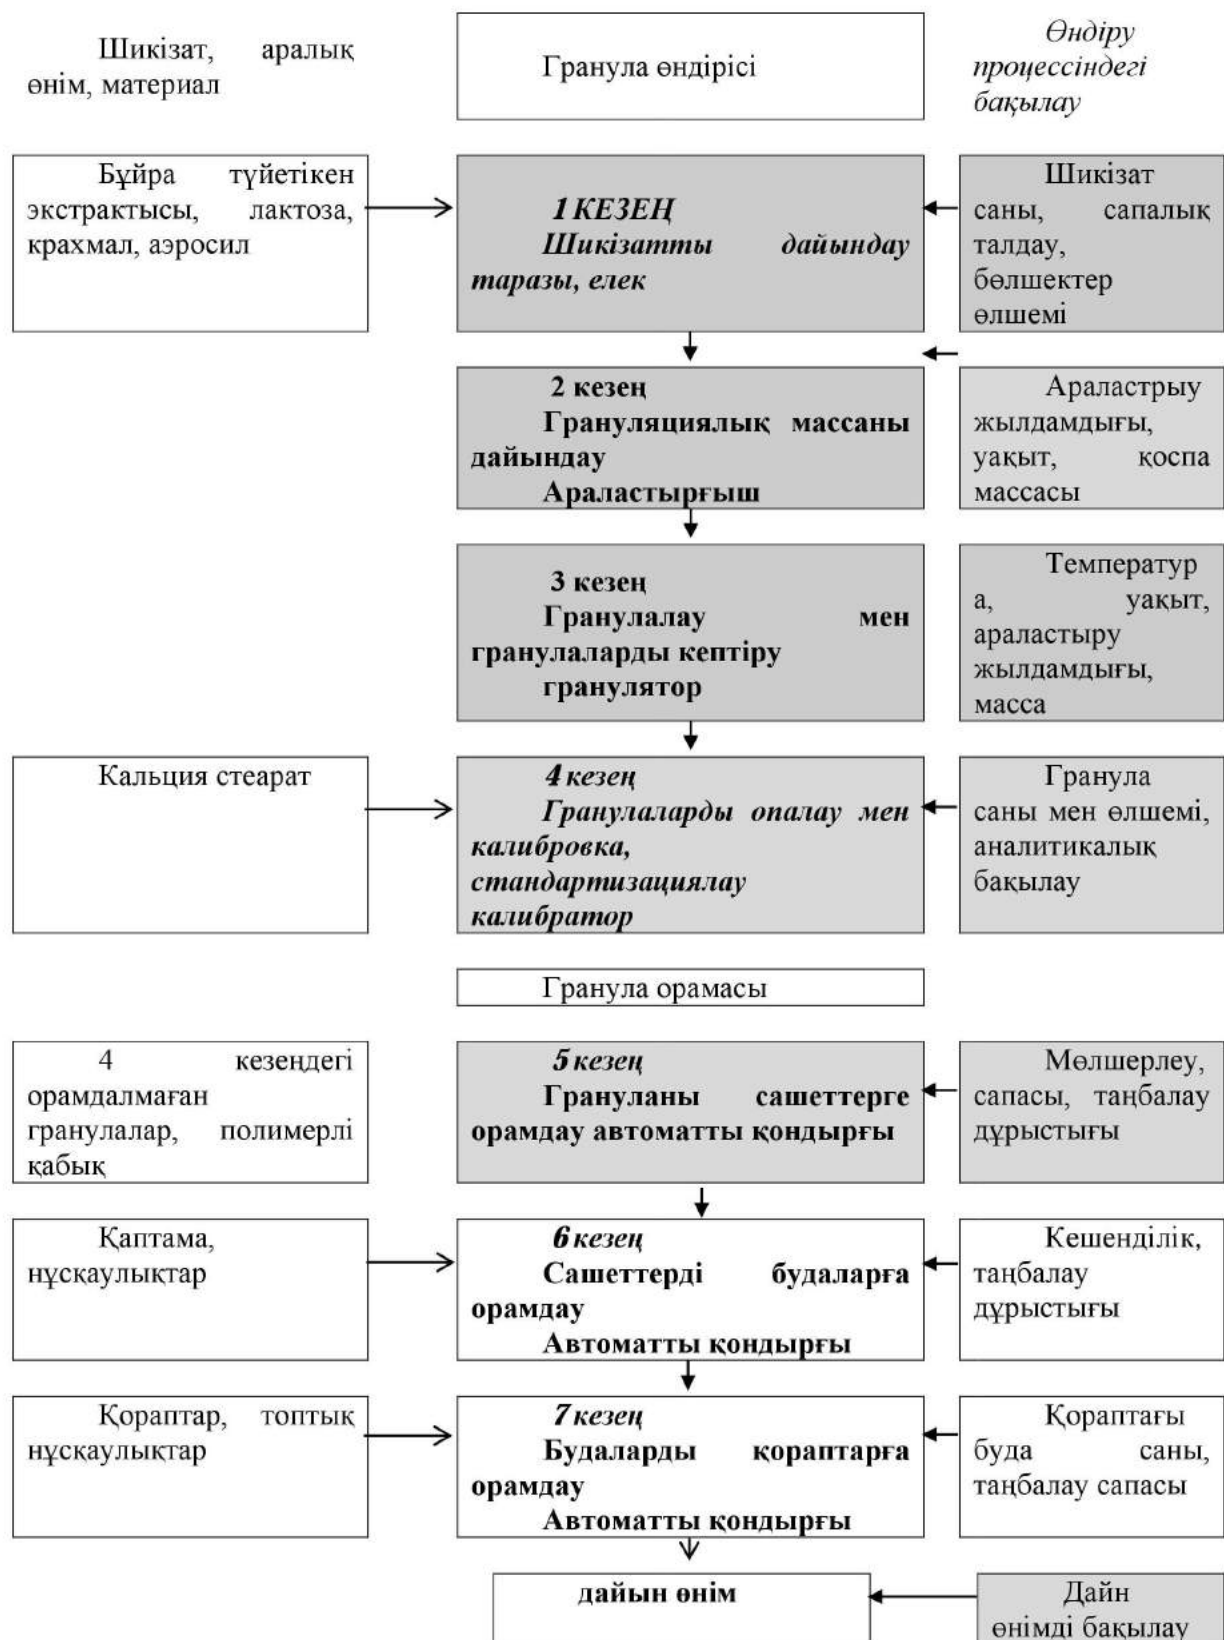 Шикізат, аралық
өнім, материал
Гранула өндірісі
Өндіру
процессіндегі
бақылау
Бұйра түйетікен
экстрактысы, лактоза,
крахмал, аэросил
1 КЕЗЕҢ
Шикізатты дайындау
таразы, елек
Шикізат
саны, сапалық
талдау,
бөлшектер
өлшемі
2 кезең
Грануляциялық массаны
дайындау
Араластырғыш
Араластрыу
жылдамдығы,
уақыт, қоспа
массасы
3 кезең
Гранулалау мен
гранулаларды кептіру
гранулятор
Температур
а, уақыт,
араластыру
жылдамдығы,
масса
Кальция стеарат
4 кезең
Гранулаларды опалау мен
калибровка,
стандартизациялау
калибратор
Гранула
саны мен өлшемі,
аналитикалық
бақылау
Гранула орамасы
4 кезеңдегі
орамдалмаған
гранулалар, полимерлі
қабық
5 кезең
Грануланы сашеттерге
орамдау автоматты қондырғы
Мөлшерлеу,
сапасы, таңбалау
дұрыстығы
Қаптама,
нұсқаулықтар
6 кезең
Сашеттерді будаларға
орамдау
Автоматты қондырғы
Кешенділік,
таңбалау
дұрыстығы
Қораптар, топтық
нұсқаулықтар
7 кезең
Будаларды қораптарға
орамдау
Автоматты қондырғы
Қораптағы
буда саны,
таңбалау сапасы
дайын өнім
Дайн
өнімді бақылау